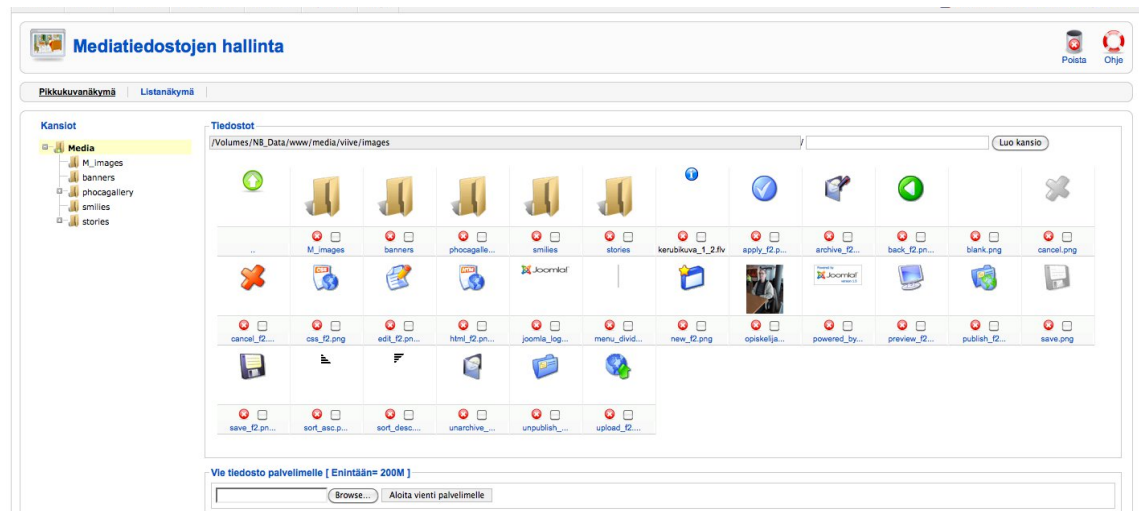 Mediatiedostojen hallinta
Poista
Ohje
Pikkukuvanäkymä
Listanäkymä
Kansiot
Media
M_images
banners
phocagallery
smilies
stories
Tiedostot
/Volumes/NB_Data/www/media/viive/images
/
Luo kansio
..
M_images
banners
phocagalle...
smilies
stories
kerubikuva_1_2.flv
apply_f2.p...
archive_f2...
back_f2.pn...
blank.png
cancel.png
Joomla!
Joomla!
cancel_f2....
css_f2.png
edit_f2.pn...
html_f2.pn...
joomla_log...
menu_divid...
new_f2.png
opiskelija...
powered_by...
preview_f2...
publish_f2...
save.png
save_f2.pn...
sort_asc.p...
sort_desc....
unarchive_...
unpublish_...
upload_f2....
Vie tiedosto palvelimelle [ Enintään= 200M ]
Browse...
Aloita vienti palvelimelle